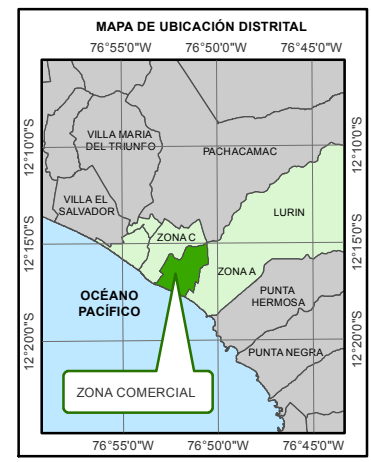 MAPA DE UBICACIÓN DISTRITAL
76°55'0"W 76°50'0"W 76°45'0"W
12°10'0"S
12°10'0"S
VILLA MARIA
DEL TRIUNFO
PACHACAMAC
VILLA EL
SALVADOR
LURIN
12°15'0"S
12°15'0"S
ZONA C
ZONA A
OCÉANO
PACÍFICO
PUNTA
HERMOSA
12°20'0"S
12°20'0"S
PUNTA NEGRA
ZONA COMERCIAL
76°55'0"W 76°50'0"W 76°45'0"W